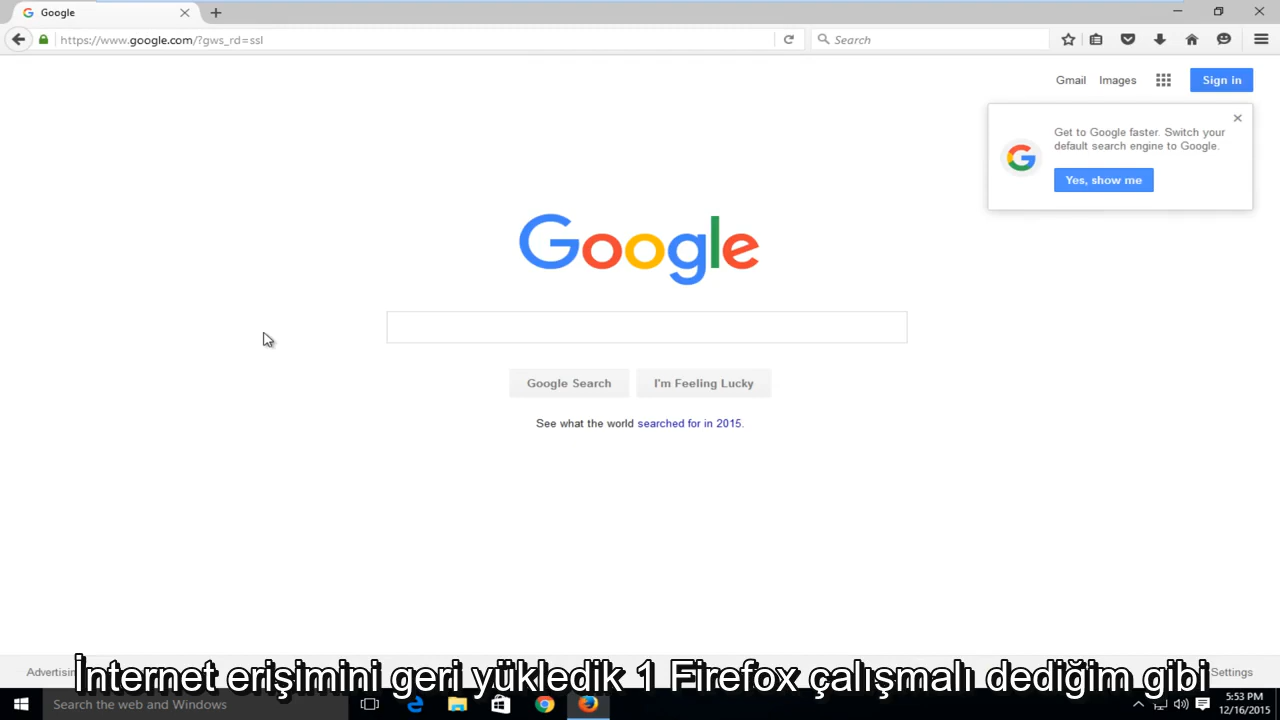 Google
https://www.google.com/?gws_rd=ssl
Search
Gmail Images Sign in
Get to Google faster. Switch your
default search engine to Google.
Yes, show me
Google
Google Search I'm Feeling Lucky
See what the world searched for in 2015.
Settings
İnternet erişimini geri yükledik 1 Firefox çalışmalı dediğim gibi
Search the web and Windows
5:53 PM
12/16/2015